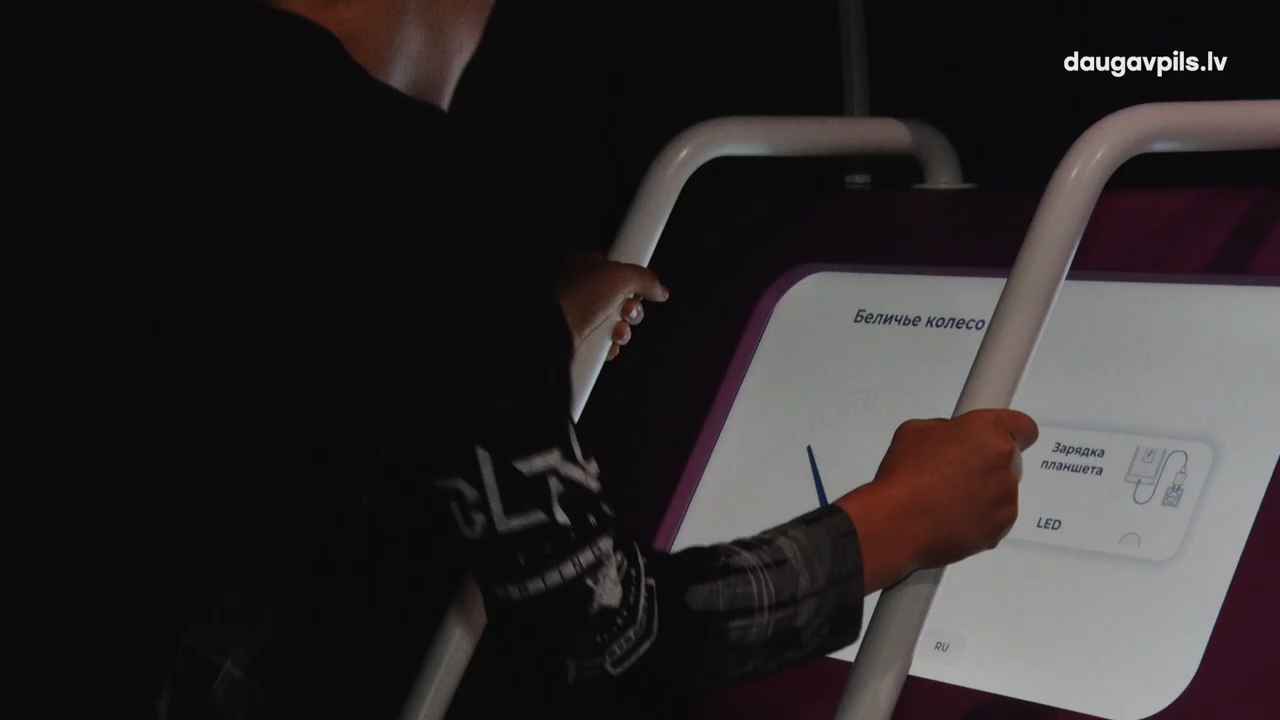 daugavpils.lv
Беличье колесо
Зарядка
планшета
LED
RU